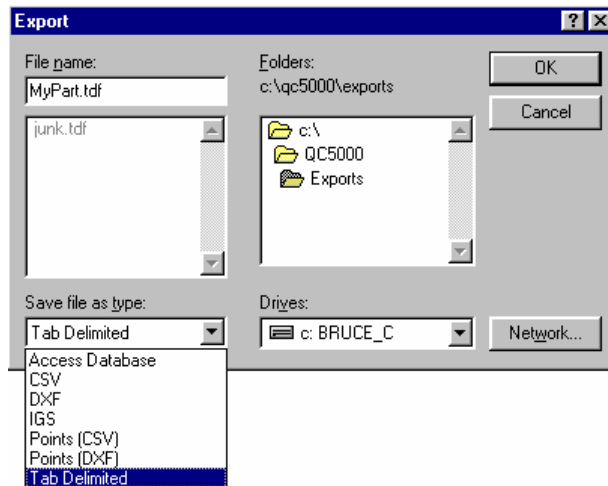 Export
File name:
MyPart.tdf
junk.tdf
Save file as type:
Tab Delimited
Access Database
CSV
DXF
IGS
Points (CSV)
Points (DXF)
Tab Delimited
Folders:
c:\qc5000\exports
c:\
QC5000
Exports
Drives:
c: BRUCE_C
OK
Cancel
Network...